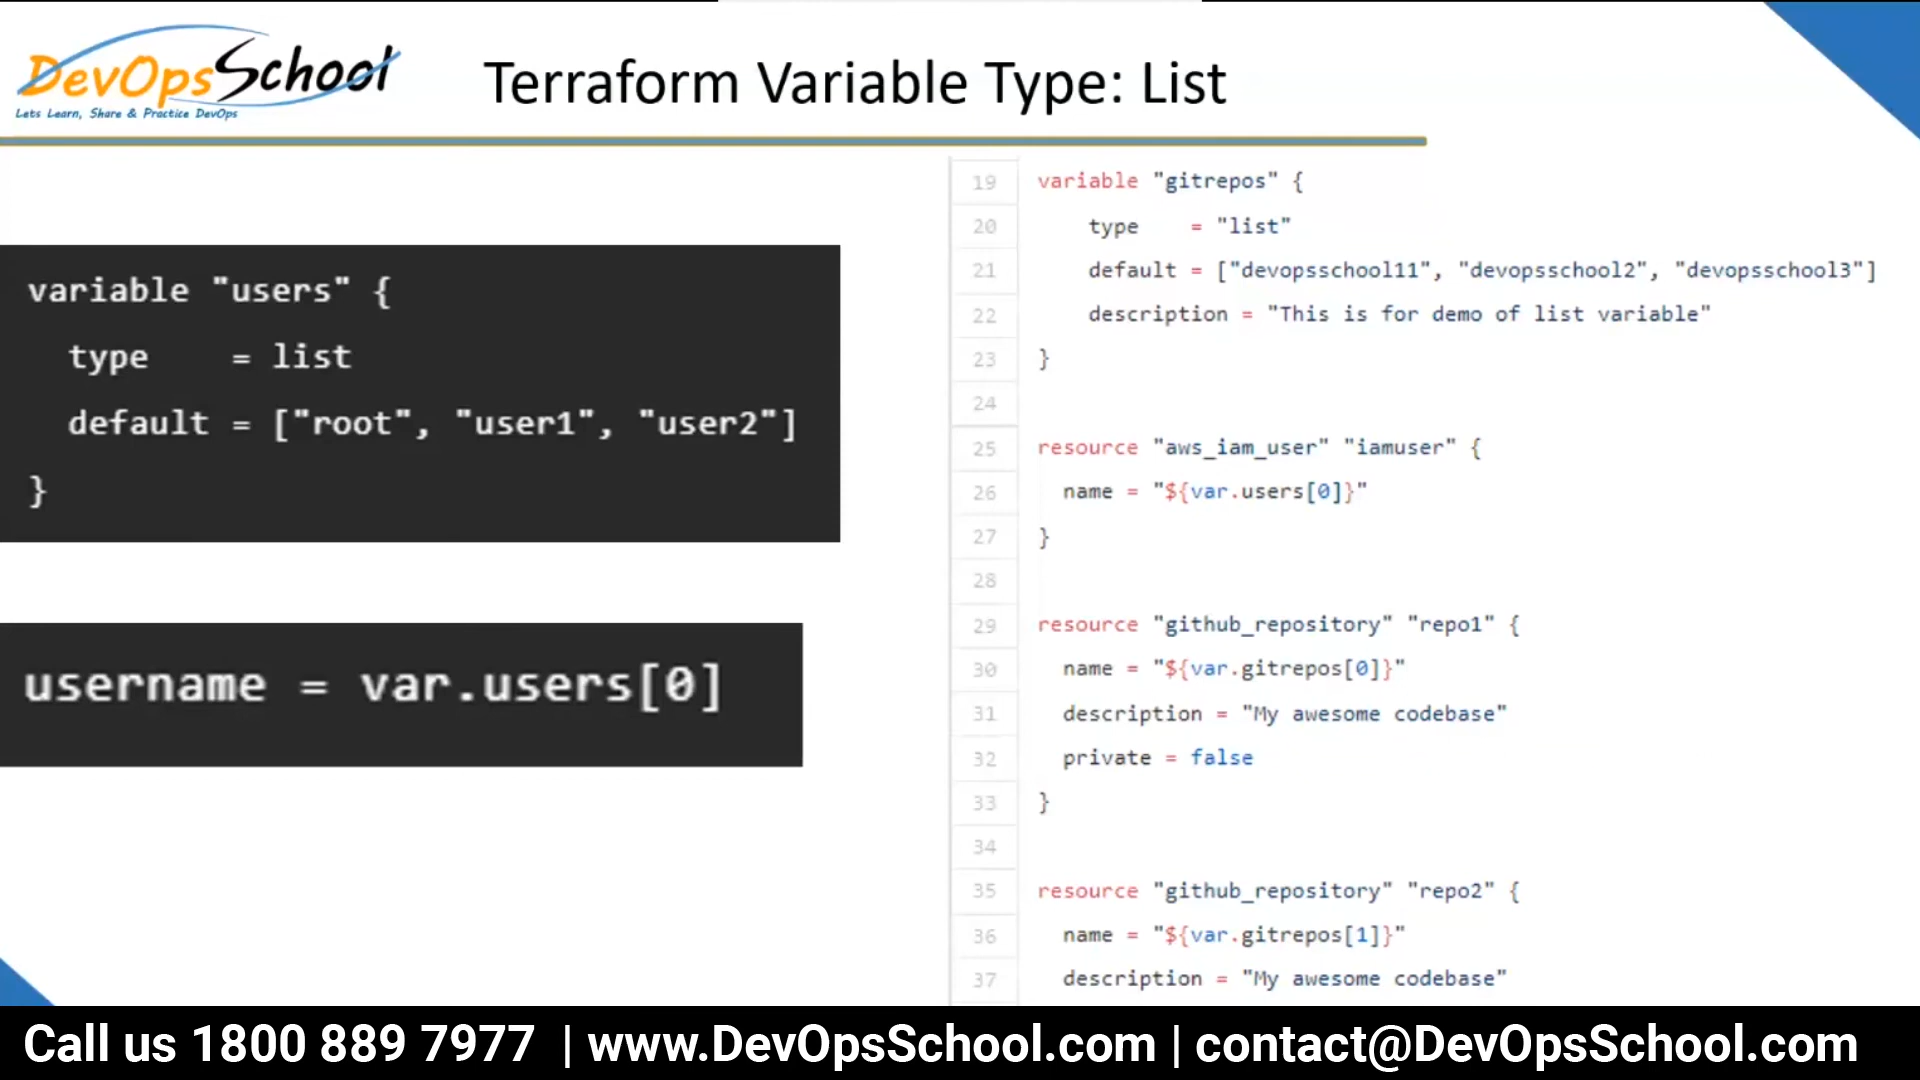 DevOpsSchool
Lets Learn, Share & Practice DevOps
Terraform Variable Type: List
variable "users" {
type = list
default = ["root", "user1", "user2"]
}
username = var.users[0]
19 variable "gitrepos" {
20 type = "list"
21 default = ["devopsschool11", "devopsschool2", "devopsschool3"]
22 description = "This is for demo of list variable"
23 }
24
25 resource "aws_iam_user" "iamuser" {
26 name = "${var.users[0]}"
27 }
28
29 resource "github_repository" "repo1" {
30 name = "${var.gitrepos[0]}"
31 description = "My awesome codebase"
32 private = false
33 }
34
35 resource "github_repository" "repo2" {
36 name = "${var.gitrepos[1]}"
37 description = "My awesome codebase"
Call us 1800 889 7977 | www.DevOpsSchool.com | contact@DevOpsSchool.com